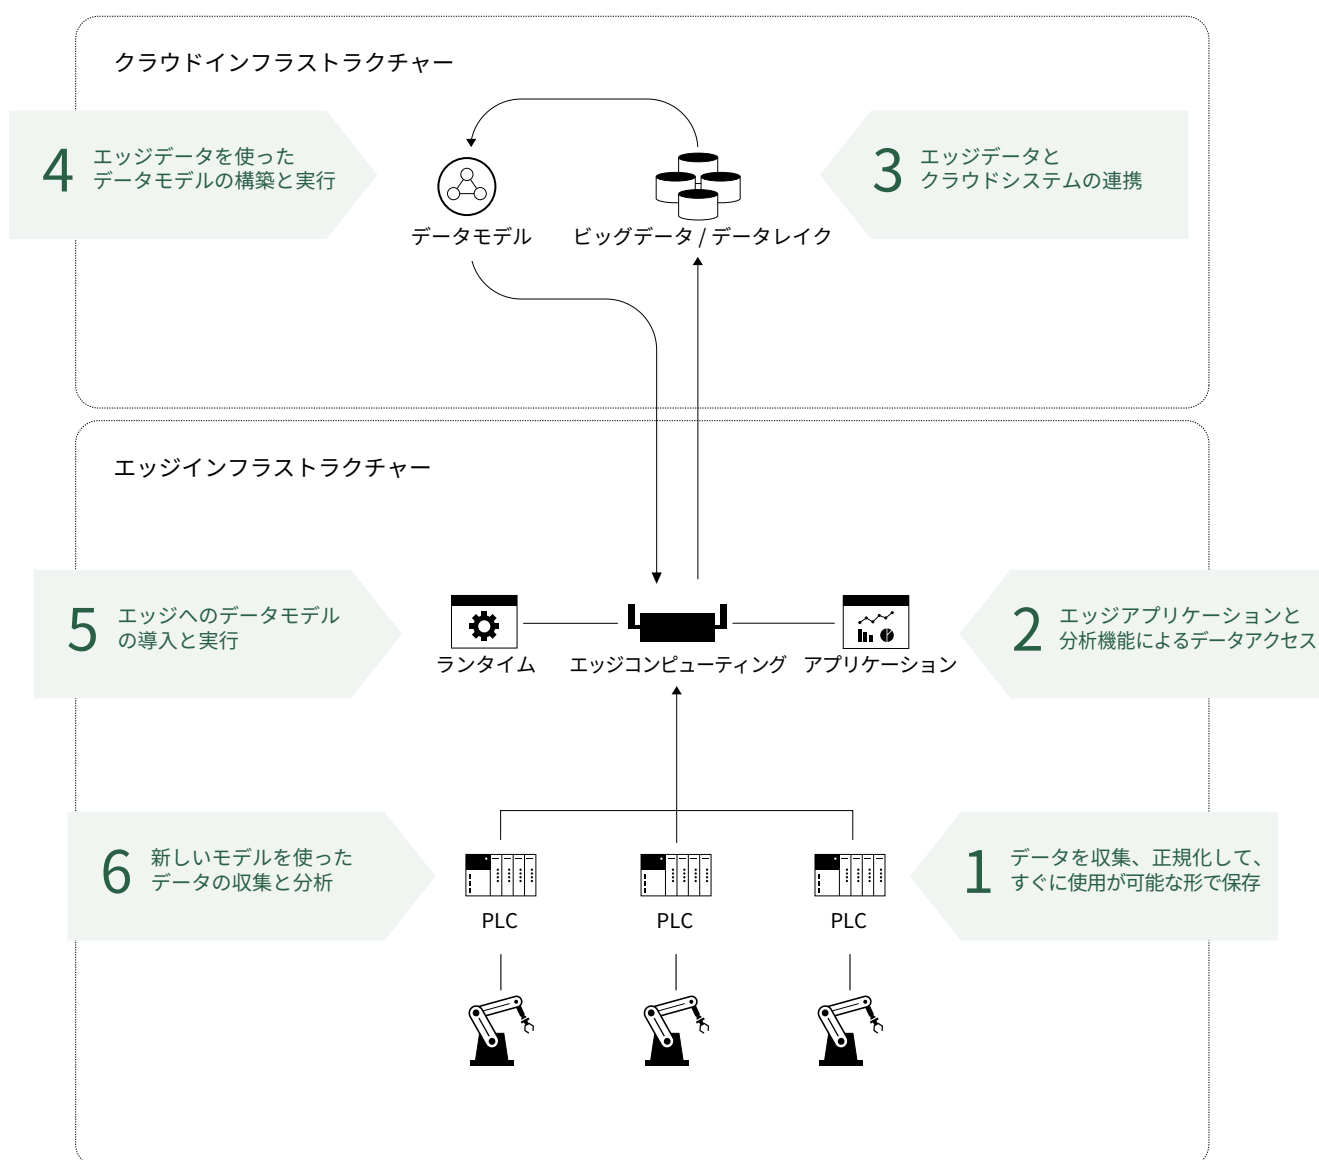 クラウドインフラストラクチャー
4
エッジデータを使った
データモデルの構築と実行
3
エッジデータと
クラウドシステムの連携
データモデル
ビッグデータ / データレイク
エッジインフラストラクチャー
5
エッジへのデータモデル
の導入と実行
2
エッジアプリケーションと
分析機能によるデータアクセス
ランタイム
エッジコンピューティング
アプリケーション
6
新しいモデルを使った
データの収集と分析
1
データを収集、正規化して、
すぐに使用が可能な形で保存
PLC
PLC
PLC